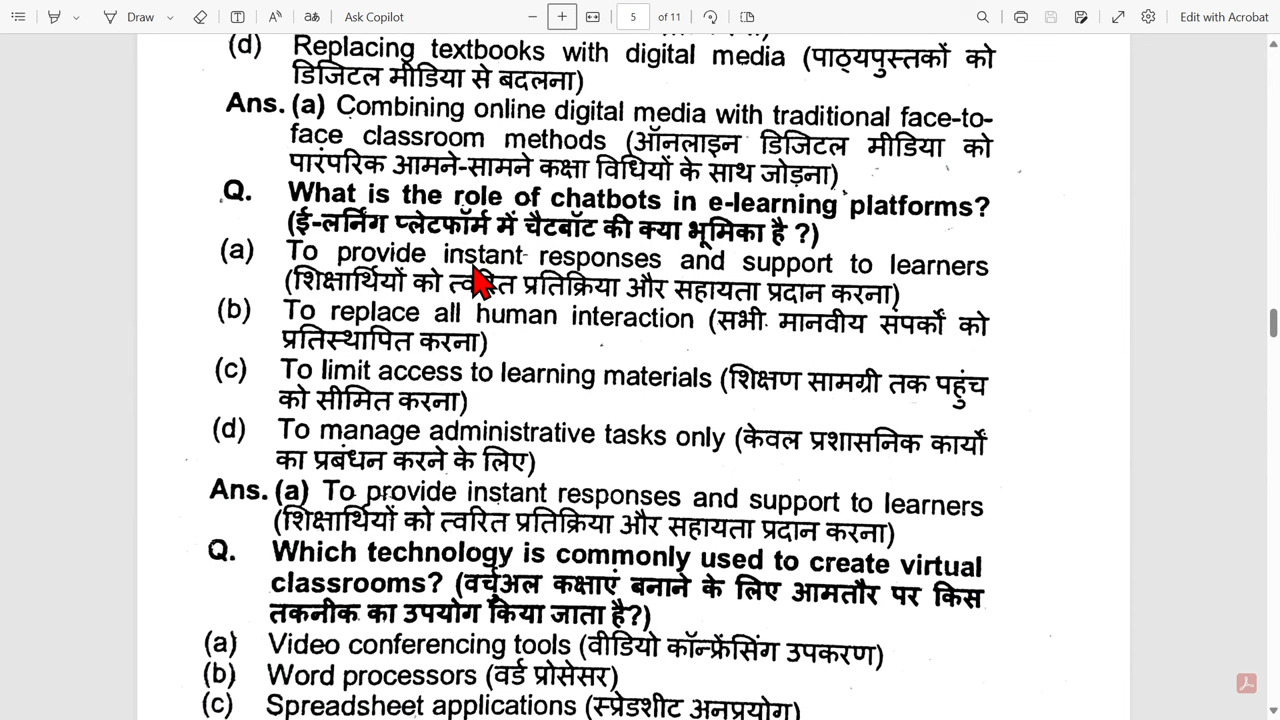 Draw
Ask Copilot
5 of 11
Edit with Acrobat
(d) Replacing textbooks with digital media (पाठ्यपुस्तकों को
डिजिटल मीडिया से बदलना)
Ans. (a) Combining online digital media with traditional face-to-
face classroom methods (ऑनलाइन डिजिटल मीडिया को
पारंपरिक आमने-सामने कक्षा विधियों के साथ जोड़ना)
Q. What is the role of chatbots in e-learning platforms?
(ई-लर्निंग प्लेटफॉर्म में चैटबॉट की क्या भूमिका है ?)
(a) To provide instant responses and support to learners
(शिक्षार्थियों को त्वरित प्रतिक्रिया और सहायता प्रदान करना)
(b) To replace all human interaction (सभी मानवीय संपर्कों को
प्रतिस्थापित करना)
(c) To limit access to learning materials (शिक्षण सामग्री तक पहुंच
को सीमित करना)
(d) To manage administrative tasks only (केवल प्रशासनिक कार्यों
का प्रबंधन करने के लिए)
Ans. (a) To provide instant responses and support to learners
(शिक्षार्थियों को त्वरित प्रतिक्रिया और सहायता प्रदान करना)
Q. Which technology is commonly used to create virtual
classrooms? (वर्चुअल कक्षाएं बनाने के लिए आमतौर पर किस
तकनीक का उपयोग किया जाता है?)
(a) Video conferencing tools (वीडियो कॉन्फ्रेंसिंग उपकरण)
(b) Word processors (वर्ड प्रोसेसर)
(c) Spreadsheet applications (स्प्रेडशीट अनुप्रयोग)